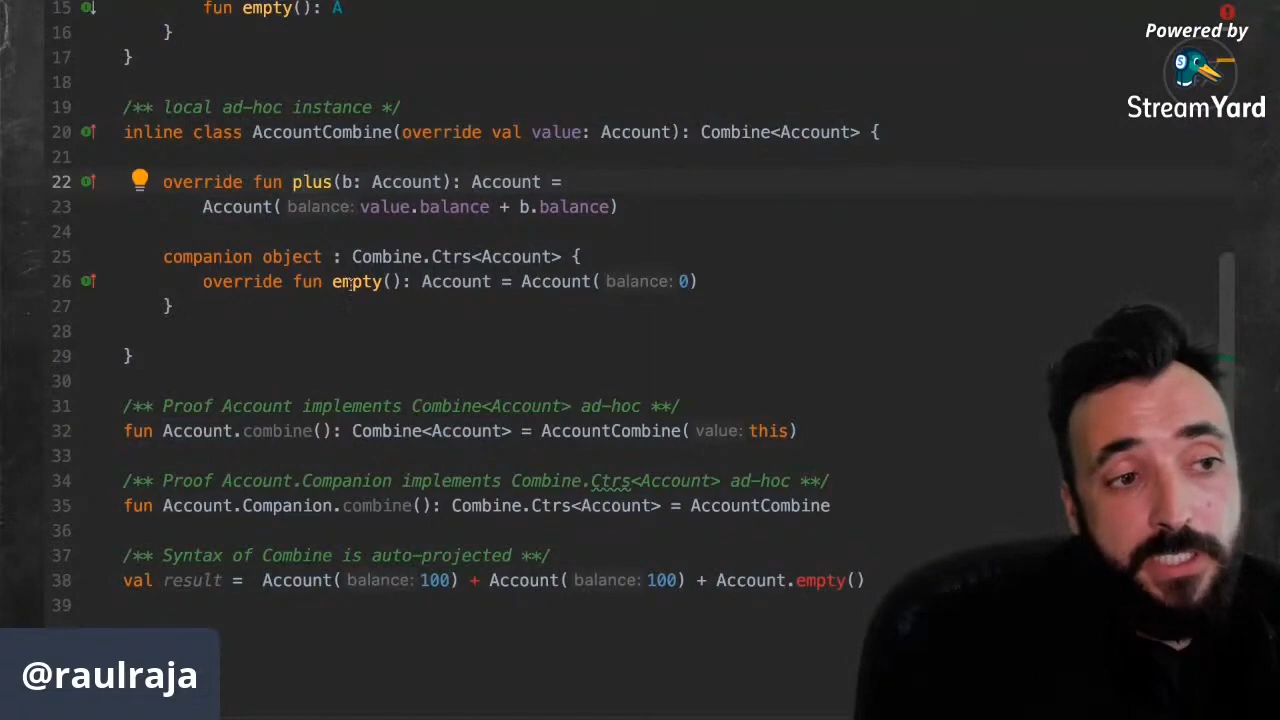 15 fun empty(): A
16 }
17 }
18
19 /** local ad-hoc instance */
20 inline class AccountCombine(override val value: Account): Combine<Account> {
21
22 override fun plus(b: Account): Account =
23 Account( balance: value.balance + b.balance)
24
25 companion object : Combine.Ctrs<Account> {
26 override fun empty(): Account = Account( balance: 0)
27 }
28
29 }
30
31 /** Proof Account implements Combine<Account> ad-hoc **/
32 fun Account.combine(): Combine<Account> = AccountCombine( value: this)
33
34 /** Proof Account.Companion implements Combine.Ctrs<Account> ad-hoc **/
35 fun Account.Companion.combine(): Combine.Ctrs<Account> = AccountCombine
36
37 /** Syntax of Combine is auto-projected **/
38 val result = Account( balance: 100) + Account( balance: 100) + Account.empty()
39
Powered by
S
StreamYard
@raulraja